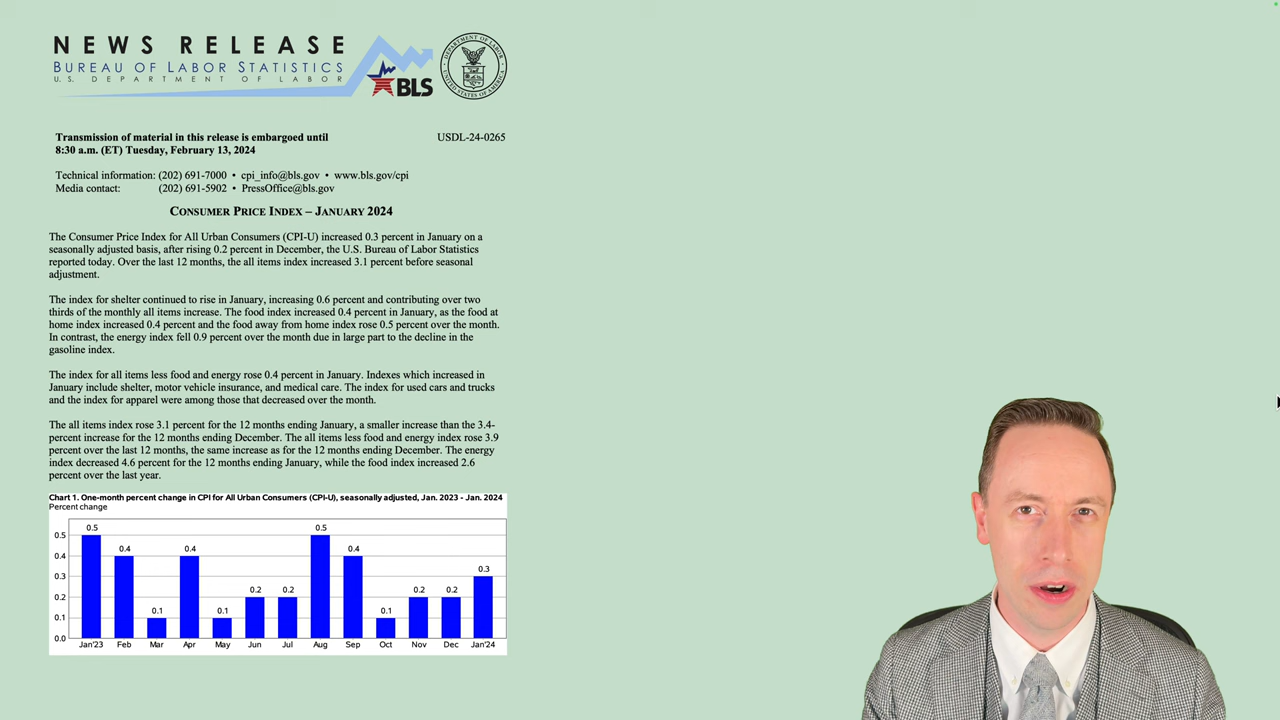 NEWS RELEASE
BUREAU OF LABOR STATISTICS
U.S. DEPARTMENT OF LABOR
BLS
DEPARTMENT OF LABOR
UNITED STATES OF AMERICA
Transmission of material in this release is embargoed until
USDL-24-0265
8:30 a.m. (ET) Tuesday, February 13, 2024
Technical information: (202) 691-7000 • cpi_info@bls.gov • www.bls.gov/cpi
Media contact: (202) 691-5902 • PressOffice@bls.gov
CONSUMER PRICE INDEX – JANUARY 2024
The Consumer Price Index for All Urban Consumers (CPI-U) increased 0.3 percent in January on a
seasonally adjusted basis, after rising 0.2 percent in December, the U.S. Bureau of Labor Statistics
reported today. Over the last 12 months, the all items index increased 3.1 percent before seasonal
adjustment.
The index for shelter continued to rise in January, increasing 0.6 percent and contributing over two
thirds of the monthly all items increase. The food index increased 0.4 percent in January, as the food at
home index increased 0.4 percent and the food away from home index rose 0.5 percent over the month.
In contrast, the energy index fell 0.9 percent over the month due in large part to the decline in the
gasoline index.
The index for all items less food and energy rose 0.4 percent in January. Indexes which increased in
January include shelter, motor vehicle insurance, and medical care. The index for used cars and trucks
and the index for apparel were among those that decreased over the month.
The all items index rose 3.1 percent for the 12 months ending January, a smaller increase than the 3.4-
percent increase for the 12 months ending December. The all items less food and energy index rose 3.9
percent over the last 12 months, the same increase as for the 12 months ending December. The energy
index decreased 4.6 percent for the 12 months ending January, while the food index increased 2.6
percent over the last year.
Chart 1. One-month percent change in CPI for All Urban Consumers (CPI-U), seasonally adjusted, Jan. 2023 - Jan. 2024
Percent change
0.5 0.4 0.1 0.4 0.1 0.2 0.2 0.5 0.4 0.1 0.2 0.2 0.3
0.5
0.4
0.3
0.2
0.1
0.0
Jan'23 Feb Mar Apr May Jun Jul Aug Sep Oct Nov Dec Jan'24